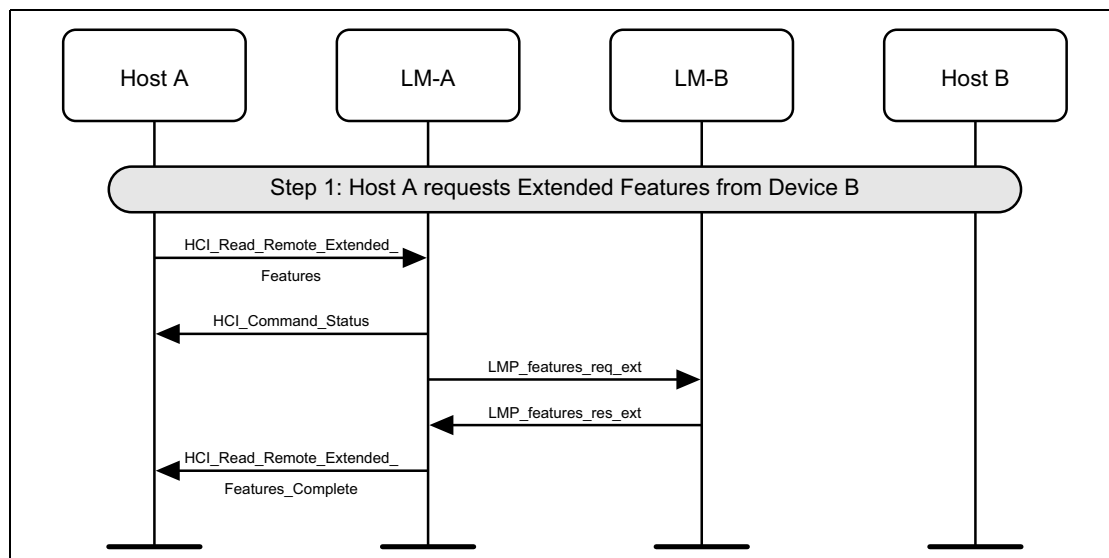 Host A
LM-A
LM-B
Host B
Step 1: Host A requests Extended Features from Device B
HCI_Read_Remote_Extended_
Features
HCI_Command_Status
LMP_features_req_ext
LMP_features_res_ext
HCI_Read_Remote_Extended_
Features_Complete